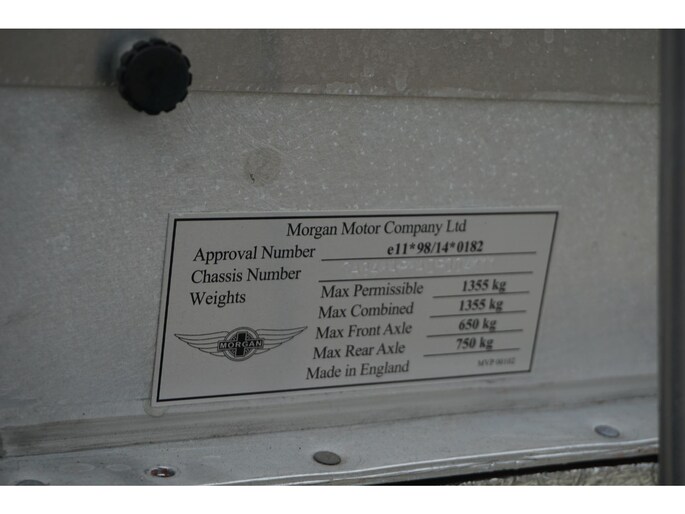 Morgan Motor Company Ltd
Approval Number e11*98/14*0182
Chassis Number
Weights
Max Permissible 1355 kg
Max Combined 1355 kg
Max Front Axle 650 kg
Max Rear Axle 750 kg
Made in England
MORGAN